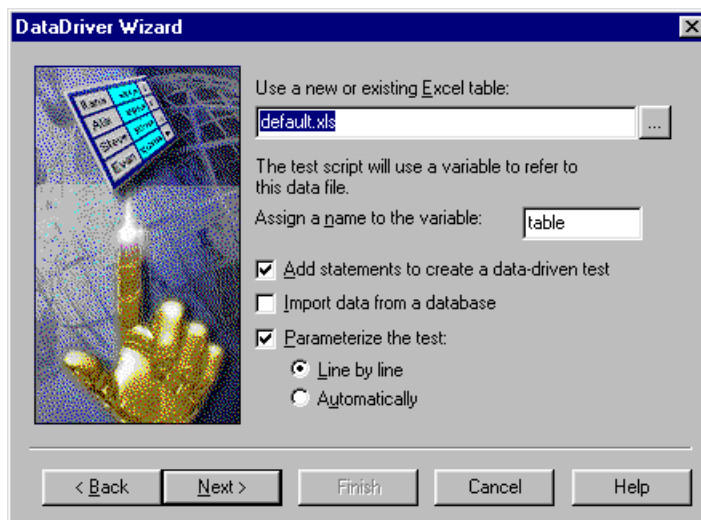 DataDriver Wizard
Use a new or existing Excel table:
default.xls
...
The test script will use a variable to refer to
this data file.
Assign a name to the variable:
table
Add statements to create a data-driven test
Import data from a database
Parameterize the test:
Line by line
Automatically
< Back
Next >
Finish
Cancel
Help
Steve
Evan